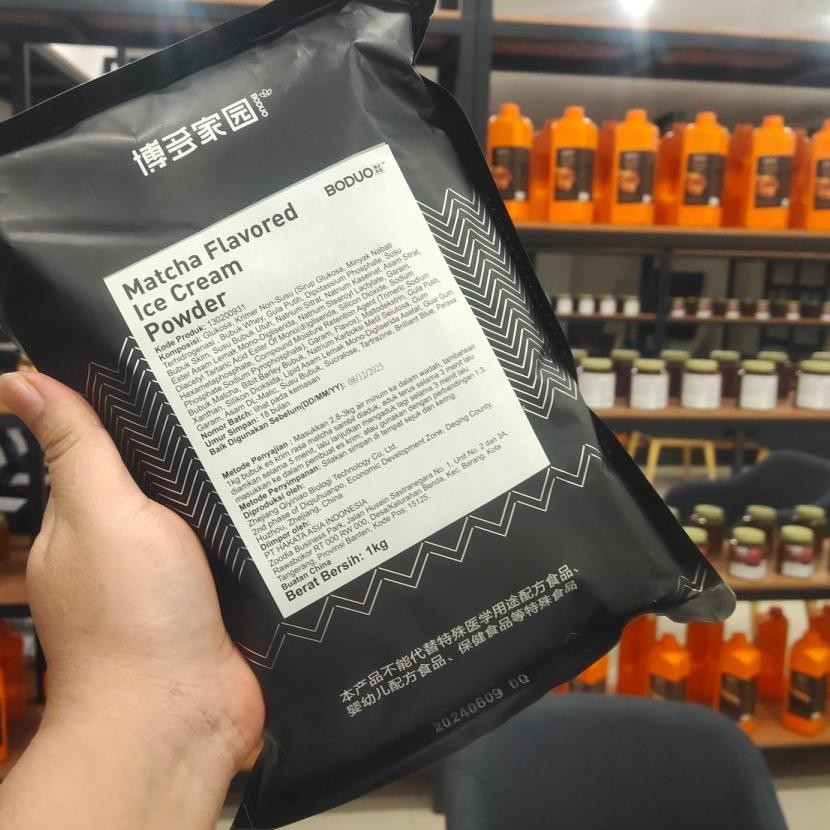 博多家园 BODUO
BODUO
Matcha Flavored
Ice Cream
Powder
Kode Produk: 130200931
Komposisi: Glukosa, Krimer Non-Susu (Sirup Glukosa, Minyak Nabati
Terhidrogenasi, Bubuk Whey, Gula Putih, Dipotassium Phosphate, Susu
Bubuk Skim, Susu Bubuk Utuh, Natrium Sitrat, Natrium Kaseinat, Asam Sitrat,
Ester Asam Lemak Mono-Digliserida, Natrium Stearoyl Lactylate, Garam,
Diacetyl Tartaric Acid Ester Of Mono(di)gliserida, Silicon Dioxide, Sodium
Hexametaphosphate, Compound Moisture Retention Agent (Trimeric Sodium
Phosphate Sodium Pyrophosphate), Garam, Flavos), Maltodekstrin, Gula Putih,
Bubuk Matcha, Bibit Barley Bubuk, Natrium Karboksi Metil Selulosa, Gum
Xanthan, Silikon Dioksida, Lipid Asam Lemak Mono-Digliserida Asetat, Guar Gum,
Garam, Asam DL-Malic, Susu Bubuk, Sucralose, Tartrazine, Brilliant Blue, Perasa
Nomor Batch: lihat pada kemasan
Umur Simpan: 18 bulan
Baik Digunakan Sebelum(DD/MM/YY): 08/12/2025
Metode Penyajian : Masukkan 2,8-3kg air minum ke dalam wadah, tambahkan
1kg bubuk es krim rasa matcha sambil diaduk, aduk terus selama 3 menit lalu
diamkan selama 5 menit, lalu lanjutkan mengaduk lagi selama 3 menit lalu
masukkan ke dalam pembuat es krim; atau gunakan dengan perbandingan 1:3.
Metode Penyimpanan: Silakan simpan di tempat sejuk dan kering.
Diproduksi oleh:
Zhejiang Qiyiniao Biologi Technology Co, Ltd.
2nd phase of Qiqiuhuanpo, Economic Development Zone, Deqing County,
Huzhou, Zhejiang, China.
Diimpor oleh:
PT HAKATA ASIA INDONESIA
Zoodia Business Park, Jalan Husein Sastranegara No. 1, Unit No. 2 dan 3A,
Rawabokor RT 000 RW 000, Desa/Kelurahan Benda, Kec. Barang. Kota
Tangerang, Provinsi Banten, Kode Pos: 15125.
Buatan China
Berat Bersih: 1kg
本产品不能代替特殊医学用途配方食品、
婴幼儿配方食品、保健食品等特殊食品
20240609 DQ